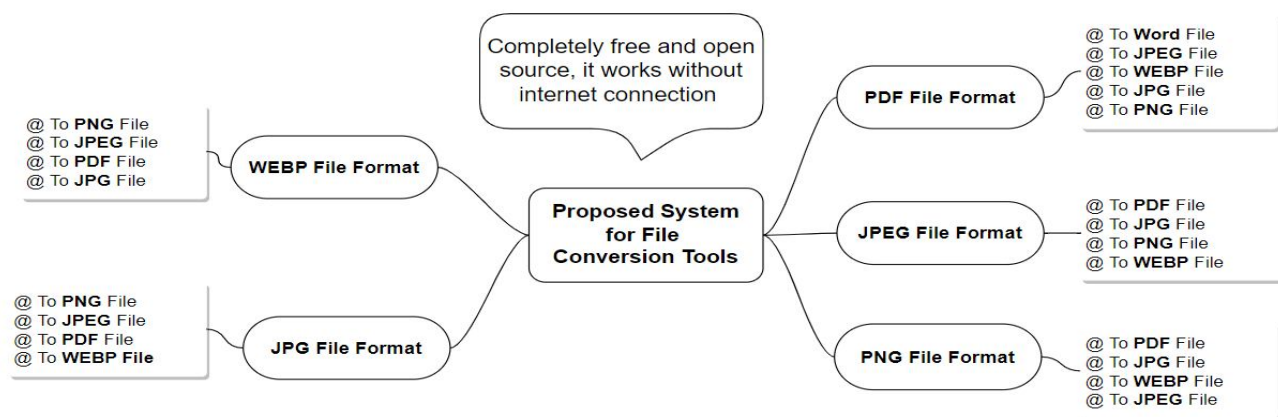 Completely free and open
source, it works without
internet connection
@ To PNG File
@ To JPEG File
@ To PDF File
@ To JPG File
WEBP File Format
@ To PNG File
@ To JPEG File
@ To PDF File
@ To WEBP File
JPG File Format
Proposed System
for File
Conversion Tools
PDF File Format
@ To Word File
@ To JPEG File
@ To WEBP File
@ To JPG File
@ To PNG File
JPEG File Format
@ To PDF File
@ To JPG File
@ To PNG File
@ To WEBP File
PNG File Format
@ To PDF File
@ To JPG File
@ To WEBP File
@ To JPEG File